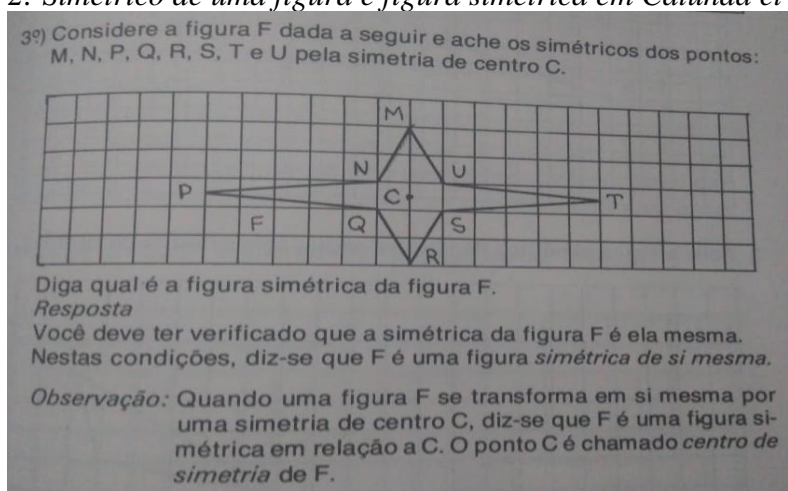 2. Simétrico de uma figura e figura simétrica em Catunda et
3º) Considere a figura F dada a seguir e ache os simétricos dos pontos:
M, N, P, Q, R, S, T e U pela simetria de centro C.
M
N
U
P
C
T
F
Q
S
R
Diga qual é a figura simétrica da figura F.
Resposta
Você deve ter verificado que a simétrica da figura F é ela mesma.
Nestas condições, diz-se que F é uma figura simétrica de si mesma.
Observação: Quando uma figura F se transforma em si mesma por
uma simetria de centro C, diz-se que F é uma figura si-
métrica em relação a C. O ponto C é chamado centro de
simetria de F.